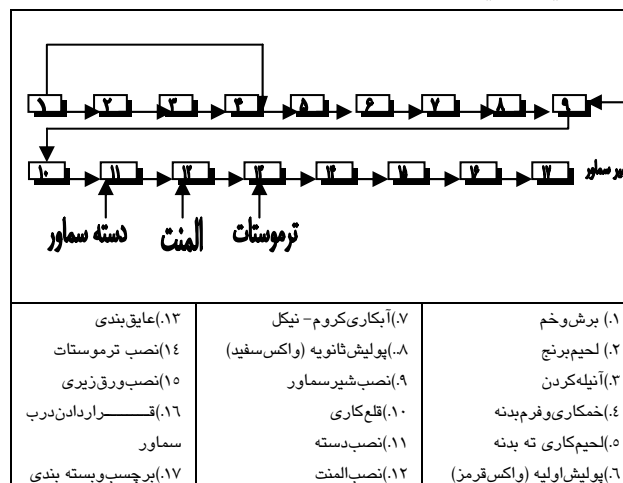 ۱ ۲ ۳ ۴ ۵ ۶ ۷ ۸ ۹
۱۰ ۱۱ ۱۲ ۱۳ ۱۴ ۱۵ ۱۶ ۱۷ سماور
دسته سماور المنت ترموستات
۱.) برش‌وخم
۲.) لحیم‌برنج
۳.)آنیله‌کردن
۴.)خمکاری‌وفرم‌بدنه
۵.)لحیم‌کاری ته بدنه
۶.)پولیش‌اولیه (واکس‌قرمز)
۷.)آبکاری‌کروم- نیکل
۸..)پولیش‌ثانویه (واکس‌سفید)
۹.)نصب‌شیرسماور
۱۰.)قلع‌کاری
۱۱.)نصب‌دسته
۱۲.)نصب‌المنت
۱۳.)عایق‌بندی
۱۴)نصب ترموستات
۱۵)نصب‌ورق‌زیری
۱۶.)قـــــراردادن‌درب
سماور
۱۷.)برچسب‌وبسته بندی